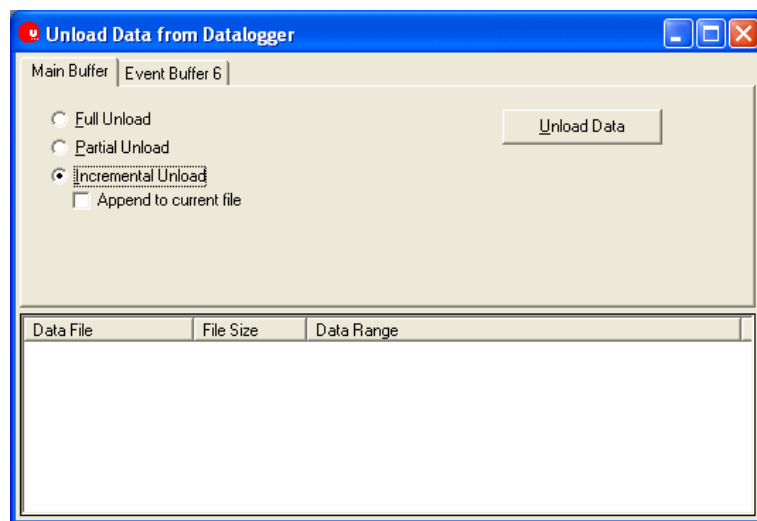 Unload Data from Datalogger
Main Buffer Event Buffer 6
Full Unload
Unload Data
Partial Unload
Incremental Unload
Append to current file
Data File File Size Data Range